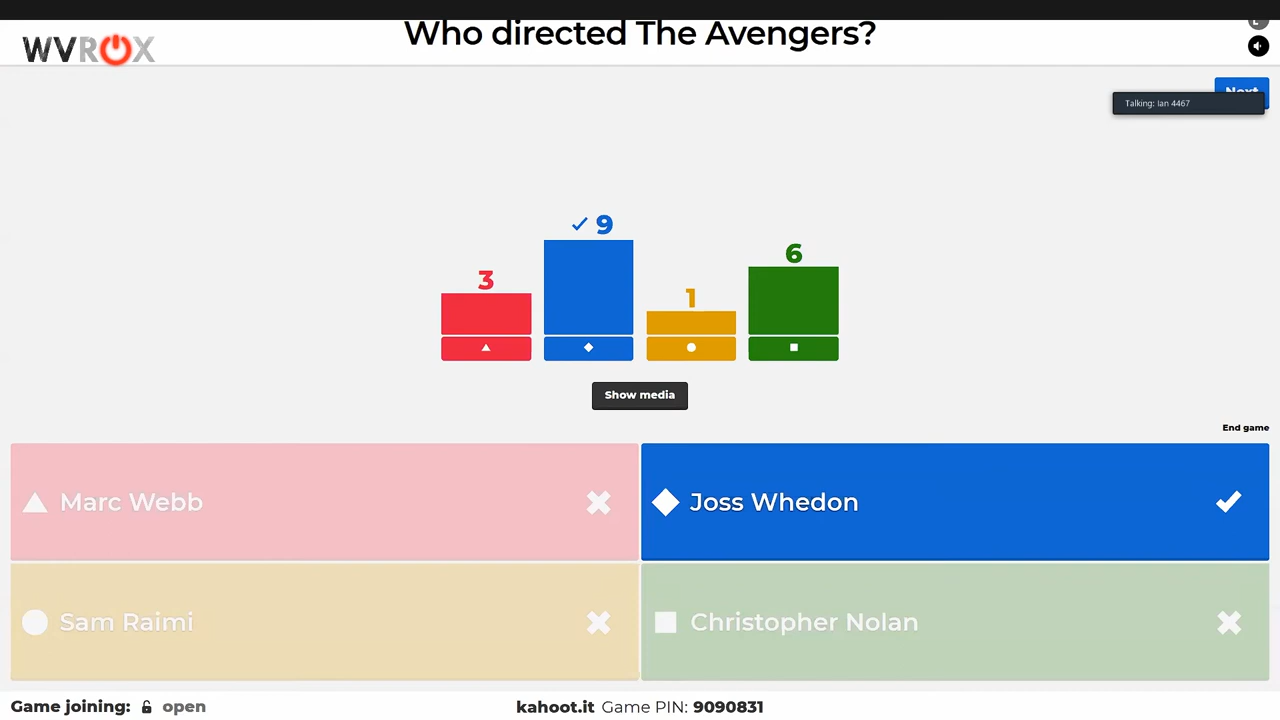 Who directed The Avengers?
WVROX
Next
Talking: Ian 4467
9
6
3
1
Show media
End game
Marc Webb
Joss Whedon
Sam Raimi
Christopher Nolan
Game joining: open
kahoot.it Game PIN: 9090831